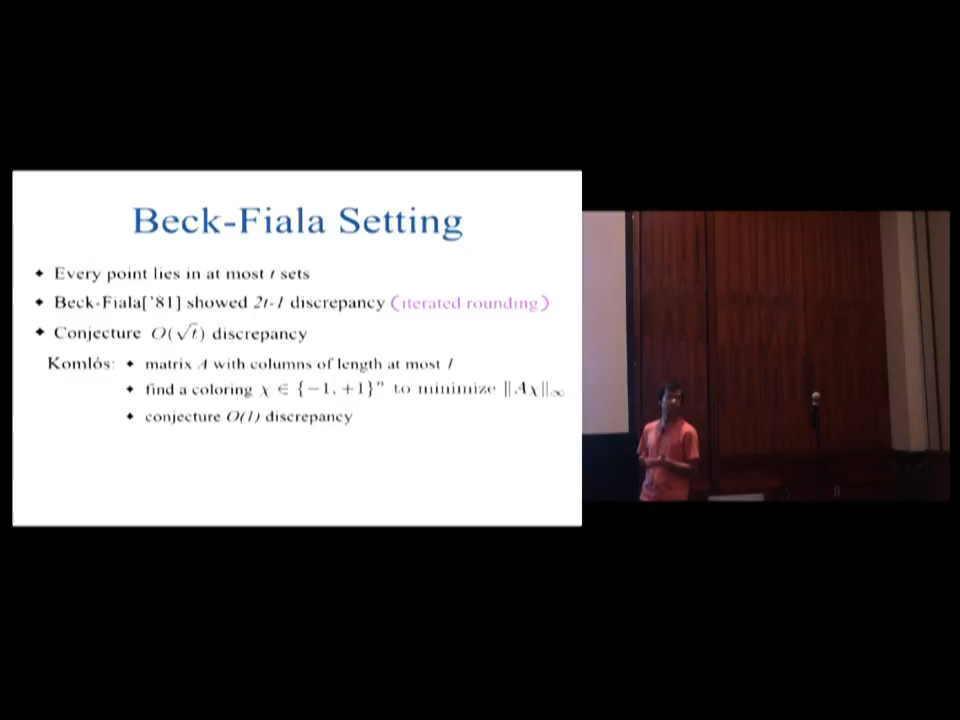 Beck-Fiala Setting
Every point lies in at most t sets
Beck-Fiala['81] showed 2t-1 discrepancy (iterated rounding)
Conjecture O(√t) discrepancy
Komlós: matrix A with columns of length at most 1
find a coloring χ ∈ {−1, +1}ⁿ to minimize ‖Aχ‖∞
conjecture O(1) discrepancy